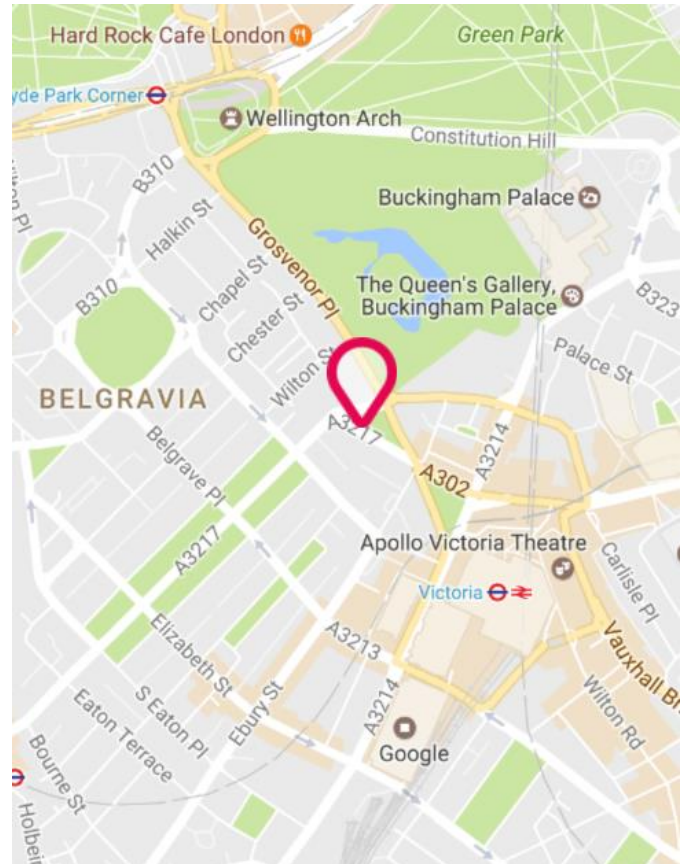 Hard Rock Cafe London
Green Park
yde Park Corner
Wellington Arch
Constitution Hill
B310
Wilton Pl
Halkin St
Buckingham Palace
Grosvenor Pl
B310
Chapel St
The Queen's Gallery,
Buckingham Palace
B323
Chester St
Palace St
Wilton St
BELGRAVIA
A3217
A3214
Belgrave Pl
A302
A3217
Apollo Victoria Theatre
Carlisle Pl
Victoria
Elizabeth St
A3213
Vauxhall Br
S Eaton Pl
Ebury St
A3214
Wilton Rd
Eaton Terrace
Google
Bourne St
Holbein